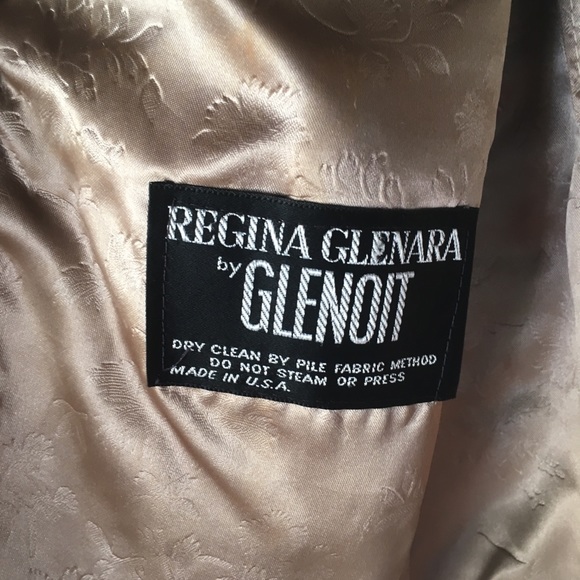 REGINA GLENARA
by GLENOIT
DRY CLEAN BY PILE FABRIC METHOD
DO NOT STEAM OR PRESS
MADE IN U.S.A.